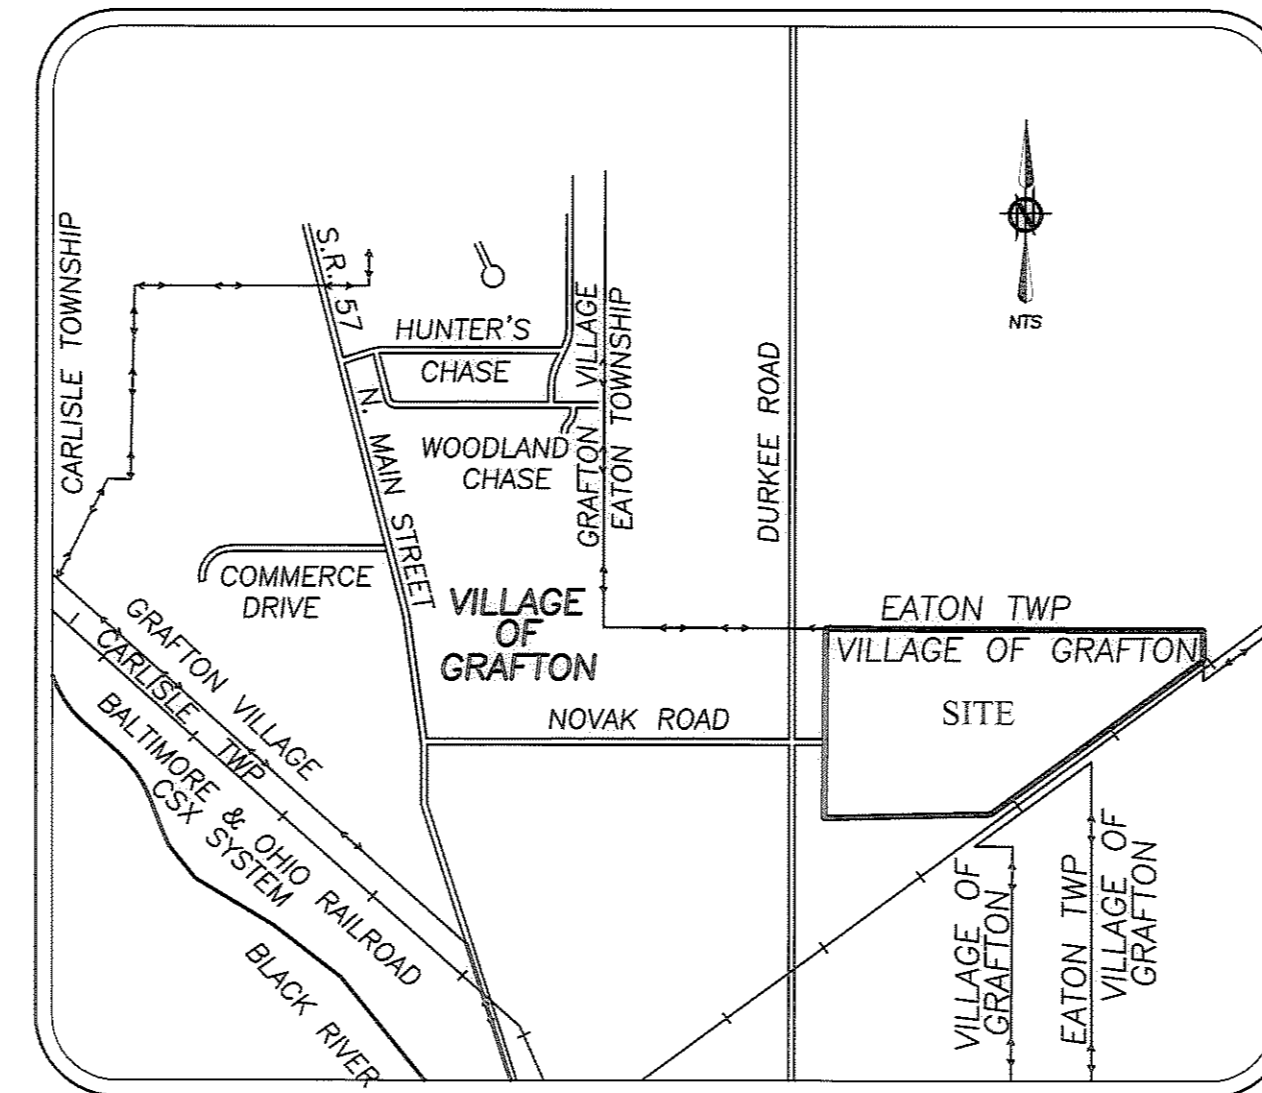 CARLISLE TOWNSHIP
S.R. 57
N. MAIN STREET
HUNTER'S
CHASE
WOODLAND
CHASE
GRAFTON VILLAGE
EATON TOWNSHIP
DURKEE ROAD
N
NTS
COMMERCE
DRIVE
VILLAGE
OF
GRAFTON
EATON TWP
VILLAGE OF GRAFTON
SITE
NOVAK ROAD
GRAFTON VILLAGE
CARLISLE TWP
BALTIMORE & OHIO RAILROAD
CSX SYSTEM
BLACK RIVER
VILLAGE OF
GRAFTON
EATON TWP
VILLAGE OF
GRAFTON